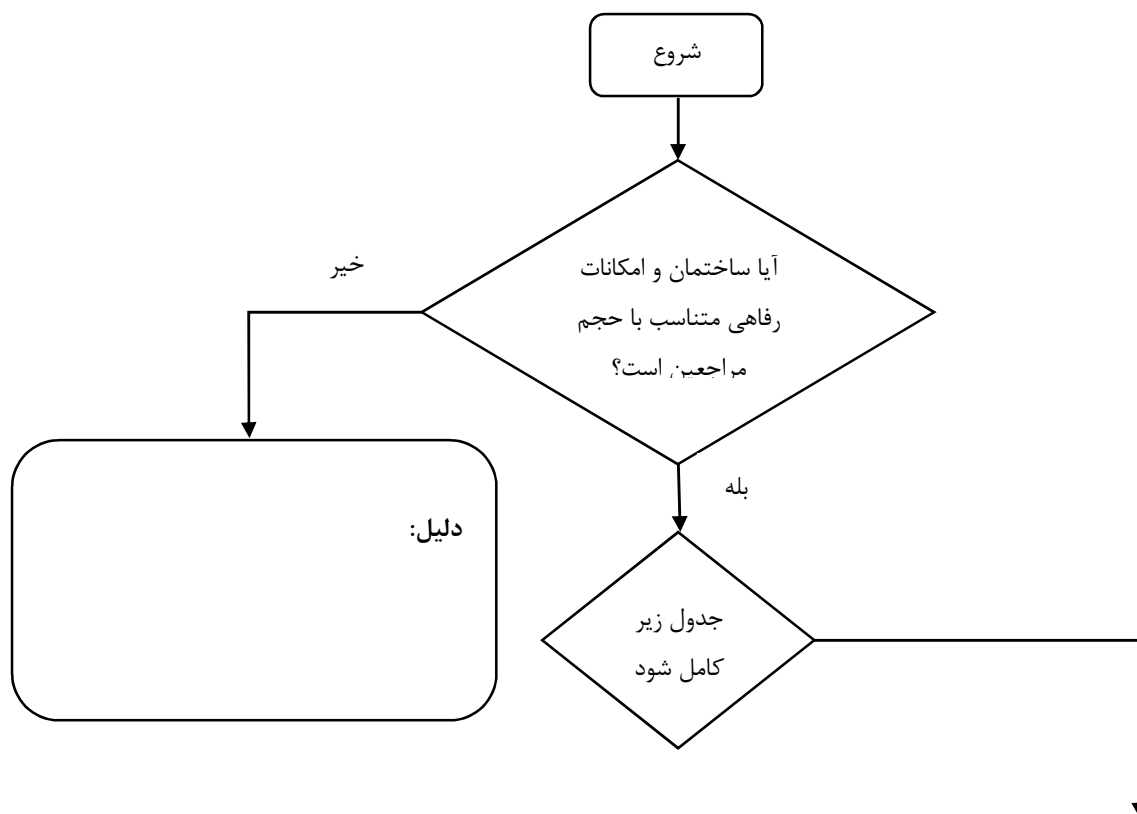 شروع
آیا ساختمان و امکانات
رفاهی متناسب با حجم
مراجعین است؟
خیر
بله
دلیل:
جدول زیر
کامل شود